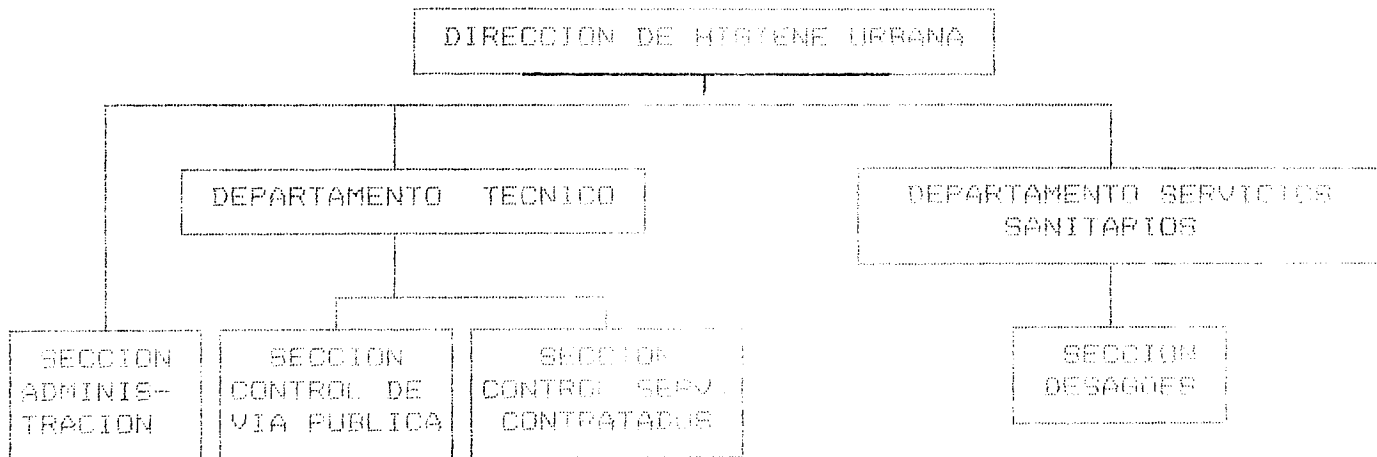 DIRECCION DE HIGIENE URBANA
DEPARTAMENTO TECNICO
DEPARTAMENTO SERVICIOS
SANITARIOS
SECCION
ADMINIS-
TRACION
SECCION
CONTROL DE
VIA PUBLICA
SECCION
CONTROL SERV.
CONTRATADOS
SECCION
DESAGÜES